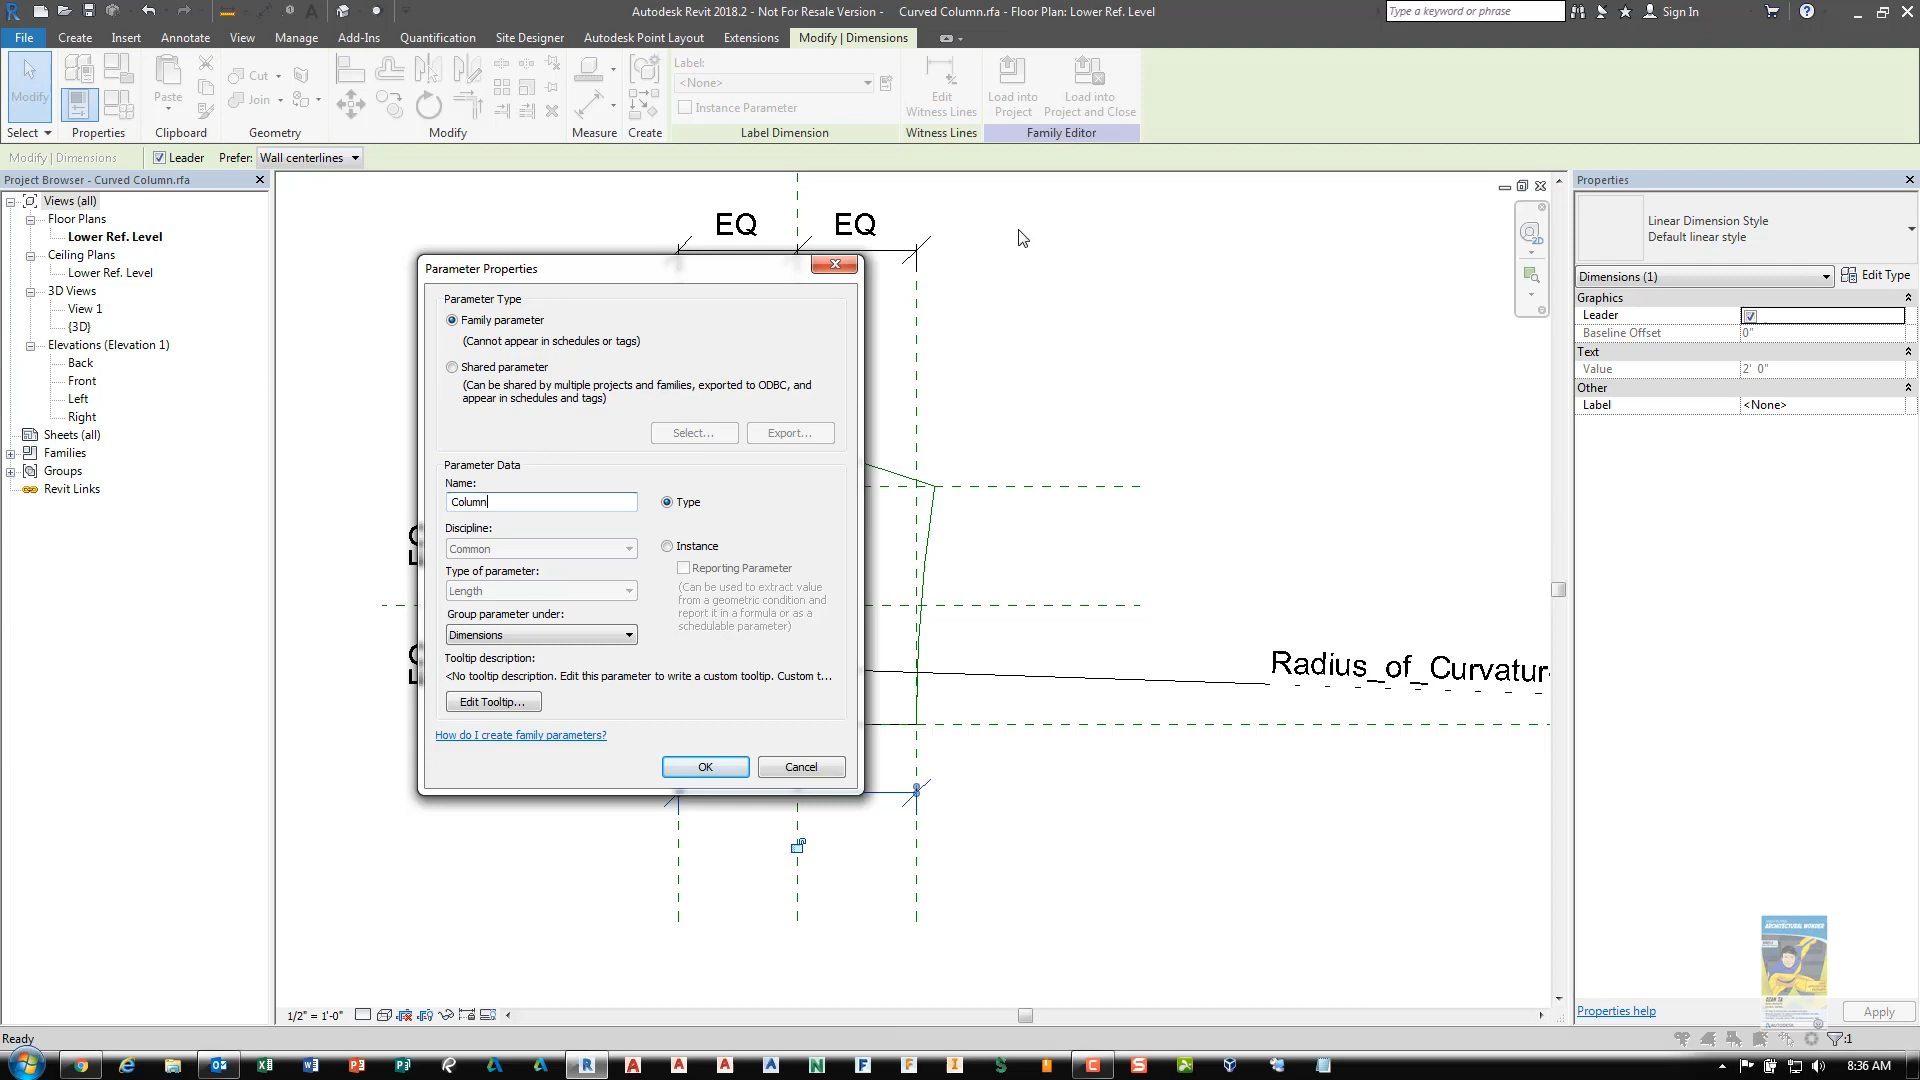 Autodesk Revit 2018.2 - Not For Resale Version - Curved Column.rfa - Floor Plan: Lower Ref. Level
Type a keyword or phrase
Sign In
File Create Insert Annotate View Manage Add-Ins Quantification Site Designer Autodesk Point Layout Extensions Modify | Dimensions
Modify
Paste
Cut
Join
Label:
<None>
Instance Parameter
Edit
Witness Lines
Load into
Project
Load into
Project and Close
Select Properties Clipboard Geometry Modify Measure Create Label Dimension Witness Lines Family Editor
Modify | Dimensions Leader Prefer: Wall centerlines
Project Browser - Curved Column.rfa
Views (all)
Floor Plans
Lower Ref. Level
Ceiling Plans
Lower Ref. Level
3D Views
View 1
{3D}
Elevations (Elevation 1)
Back
Front
Left
Right
Sheets (all)
Families
Groups
Revit Links
EQ EQ
Radius_of_Curvatur
Parameter Properties
Parameter Type
Family parameter
(Cannot appear in schedules or tags)
Shared parameter
(Can be shared by multiple projects and families, exported to ODBC, and
appear in schedules and tags)
Select... Export...
Parameter Data
Name:
Column
Type
Discipline:
Common
Instance
Reporting Parameter
(Can be used to extract value
from a geometric condition and
report it in a formula or as a
schedulable parameter)
Type of parameter:
Length
Group parameter under:
Dimensions
Tooltip description:
<No tooltip description. Edit this parameter to write a custom tooltip. Custom t...
Edit Tooltip...
How do I create family parameters?
OK Cancel
Properties
Linear Dimension Style
Default linear style
Dimensions (1) Edit Type
Graphics
Leader
Baseline Offset 0"
Text
Value 2' 0"
Other
Label <None>
2D
ARCHITECTURAL WONDER
AUTODESK
Properties help Apply
1/2" = 1'-0"
Ready
:1
8:36 AM